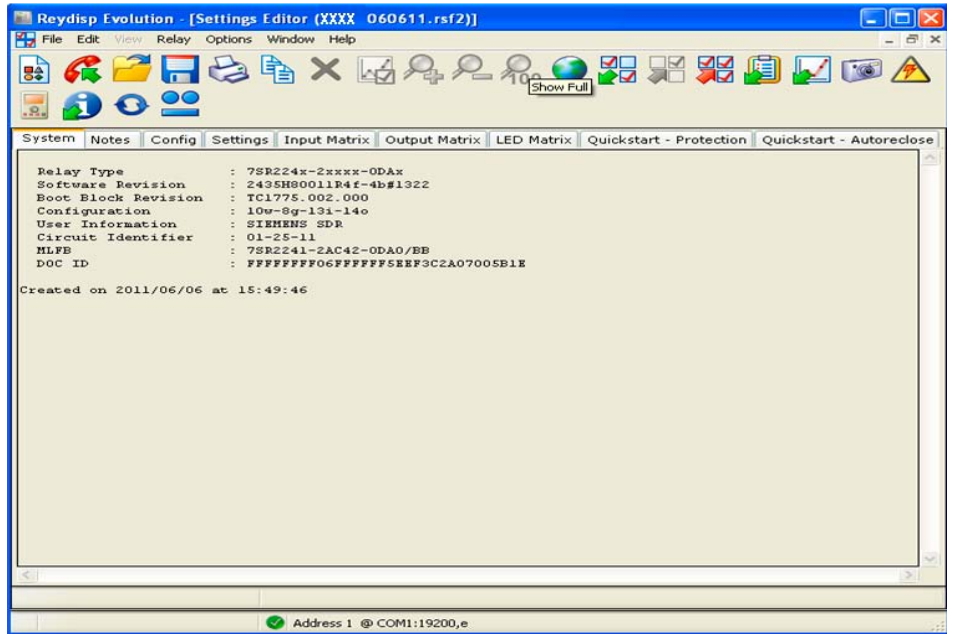 Reydisp Evolution - [Settings Editor (XXXX 060611.rsf2)]
File Edit View Relay Options Window Help
Show Full
System Notes Config Settings Input Matrix Output Matrix LED Matrix Quickstart - Protection Quickstart - Autoreclose
Relay Type : 7SR224x-2xxxx-0DAx
Software Revision : 2435H80011R4f-4b#1322
Boot Block Revision : TC1775.002.000
Configuration : 10w-8g-13i-14o
User Information : SIEMENS SDR
Circuit Identifier : 01-25-11
MLFB : 7SR2241-2AC42-0DA0/BB
DOC ID : FFFFFFFF06FFFFFF5EEF3C2A07005B1E
Created on 2011/06/06 at 15:49:46
Address 1 @ COM1:19200,e